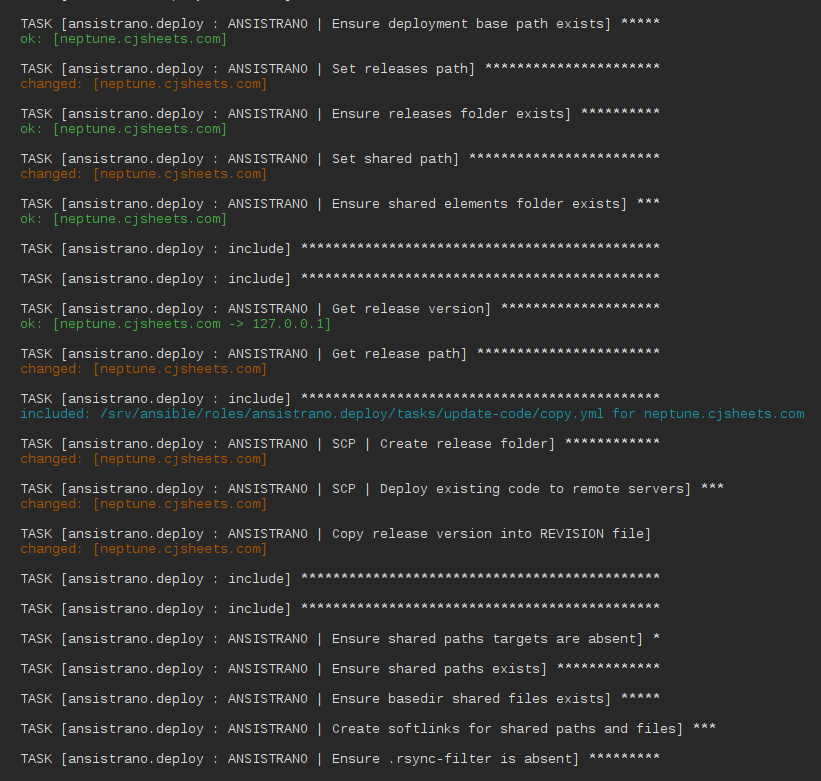 TASK [ansistrano.deploy : ANSISTRANO | Ensure deployment base path exists] *****
ok: [neptune.cjsheets.com]
TASK [ansistrano.deploy : ANSISTRANO | Set releases path] **********************
changed: [neptune.cjsheets.com]
TASK [ansistrano.deploy : ANSISTRANO | Ensure releases folder exists] **********
ok: [neptune.cjsheets.com]
TASK [ansistrano.deploy : ANSISTRANO | Set shared path] ************************
changed: [neptune.cjsheets.com]
TASK [ansistrano.deploy : ANSISTRANO | Ensure shared elements folder exists] ***
ok: [neptune.cjsheets.com]
TASK [ansistrano.deploy : include] *********************************************
TASK [ansistrano.deploy : include] *********************************************
TASK [ansistrano.deploy : ANSISTRANO | Get release version] ********************
ok: [neptune.cjsheets.com -> 127.0.0.1]
TASK [ansistrano.deploy : ANSISTRANO | Get release path] ***********************
changed: [neptune.cjsheets.com]
TASK [ansistrano.deploy : include] *********************************************
included: /srv/ansible/roles/ansistrano.deploy/tasks/update-code/copy.yml for neptune.cjsheets.com
TASK [ansistrano.deploy : ANSISTRANO | SCP | Create release folder] ************
changed: [neptune.cjsheets.com]
TASK [ansistrano.deploy : ANSISTRANO | SCP | Deploy existing code to remote servers] ***
changed: [neptune.cjsheets.com]
TASK [ansistrano.deploy : ANSISTRANO | Copy release version into REVISION file]
changed: [neptune.cjsheets.com]
TASK [ansistrano.deploy : include] *********************************************
TASK [ansistrano.deploy : include] *********************************************
TASK [ansistrano.deploy : ANSISTRANO | Ensure shared paths targets are absent] *
TASK [ansistrano.deploy : ANSISTRANO | Ensure shared paths exists] *************
TASK [ansistrano.deploy : ANSISTRANO | Ensure basedir shared files exists] *****
TASK [ansistrano.deploy : ANSISTRANO | Create softlinks for shared paths and files] ***
TASK [ansistrano.deploy : ANSISTRANO | Ensure .rsync-filter is absent] *********